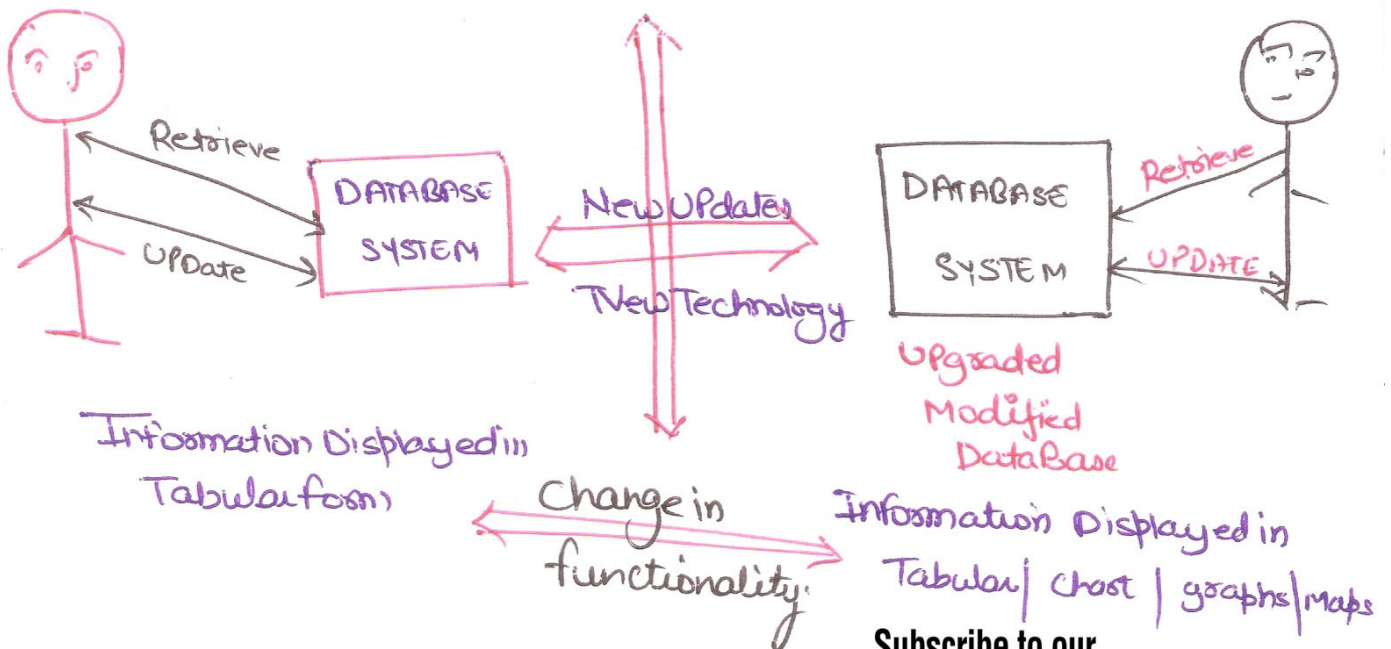 Retrieve
UPDate
DATABASE
SYSTEM
New UPdates
New Technology
DATABASE
SYSTEM
Retrieve
UPDATE
Upgraded
Modified
DataBase
Information Displayed in
Tabular form
Change in
functionality.
Information Displayed in
Tabular | chart | graphs | Maps
Subscribe to our